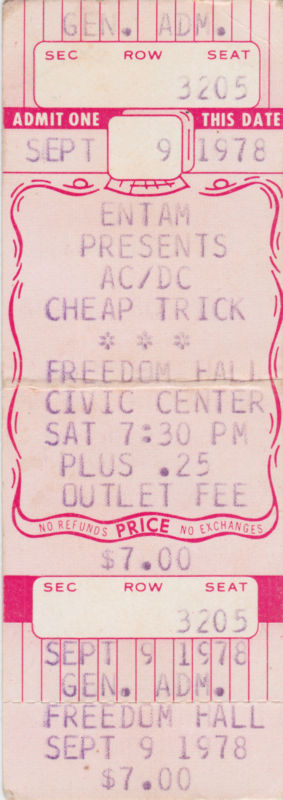 GEN. ADM.
SEC ROW SEAT
3205
ADMIT ONE THIS DATE
SEPT 9 1978
ENTAM
PRESENTS
AC/DC
CHEAP TRICK
* * *
FREEDOM HALL
CIVIC CENTER
SAT 7:30 PM
PLUS .25
OUTLET FEE
NO REFUNDS PRICE NO EXCHANGES
$7.00
SEC ROW SEAT
3205
SEPT 9 1978
GEN. ADM.
FREEDOM HALL
SEPT 9 1978
$7.00